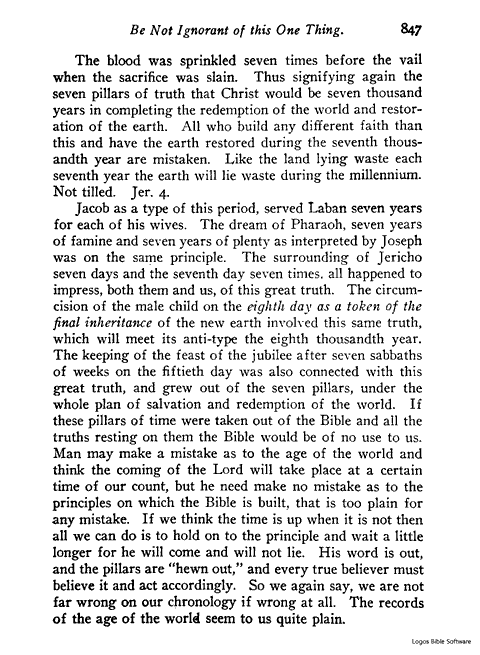 Be Not Ignorant of this One Thing. 847
The blood was sprinkled seven times before the vail
when the sacrifice was slain. Thus signifying again the
seven pillars of truth that Christ would be seven thousand
years in completing the redemption of the world and restor-
ation of the earth. All who build any different faith than
this and have the earth restored during the seventh thous-
andth year are mistaken. Like the land lying waste each
seventh year the earth will lie waste during the millennium.
Not tilled. Jer. 4.
Jacob as a type of this period, served Laban seven years
for each of his wives. The dream of Pharaoh, seven years
of famine and seven years of plenty as interpreted by Joseph
was on the same principle. The surrounding of Jericho
seven days and the seventh day seven times, all happened to
impress, both them and us, of this great truth. The circum-
cision of the male child on the eighth day as a token of the
final inheritance of the new earth involved this same truth,
which will meet its anti-type the eighth thousandth year.
The keeping of the feast of the jubilee after seven sabbaths
of weeks on the fiftieth day was also connected with this
great truth, and grew out of the seven pillars, under the
whole plan of salvation and redemption of the world. If
these pillars of time were taken out of the Bible and all the
truths resting on them the Bible would be of no use to us.
Man may make a mistake as to the age of the world and
think the coming of the Lord will take place at a certain
time of our count, but he need make no mistake as to the
principles on which the Bible is built, that is too plain for
any mistake. If we think the time is up when it is not then
all we can do is to hold on to the principle and wait a little
longer for he will come and will not lie. His word is out,
and the pillars are "hewn out," and every true believer must
believe it and act accordingly. So we again say, we are not
far wrong on our chronology if wrong at all. The records
of the age of the world seem to us quite plain.
Logos Bible Software